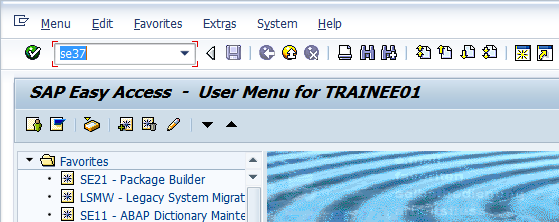 Menu Edit Favorites Extras System Help
se37
SAP Easy Access - User Menu for TRAINEE01
Favorites
SE21 - Package Builder
LSMW - Legacy System Migrat
SE11 - ABAP Dictionary Mainte